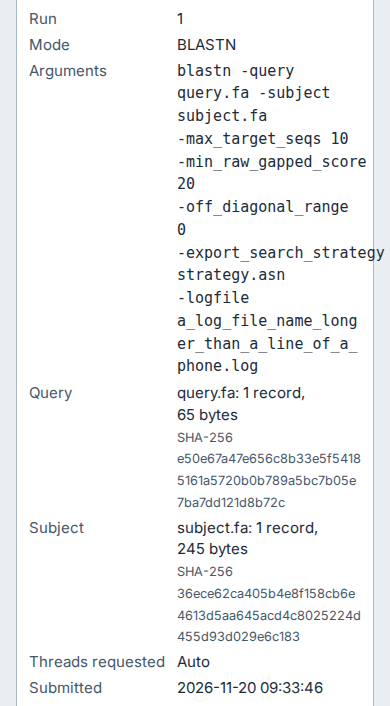 Run 1
Mode BLASTN
Arguments blastn -query
query.fa -subject
subject.fa
-max_target_seqs 10
-min_raw_gapped_score
20
-off_diagonal_range
0
-export_search_strategy
strategy.asn
-logfile
a_log_file_name_long
er_than_a_line_of_a_
phone.log
Query query.fa: 1 record,
65 bytes
SHA-256
e50e67a47e656c8b33e5f5418
5161a5720b0b789a5bc7b05e
7ba7dd121d8b72c
Subject subject.fa: 1 record,
245 bytes
SHA-256
36ece62ca405b4e8f158cb6e
4613d5aa645acd4c8025224d
455d93d029e6c183
Threads requested Auto
Submitted 2026-11-20 09:33:46